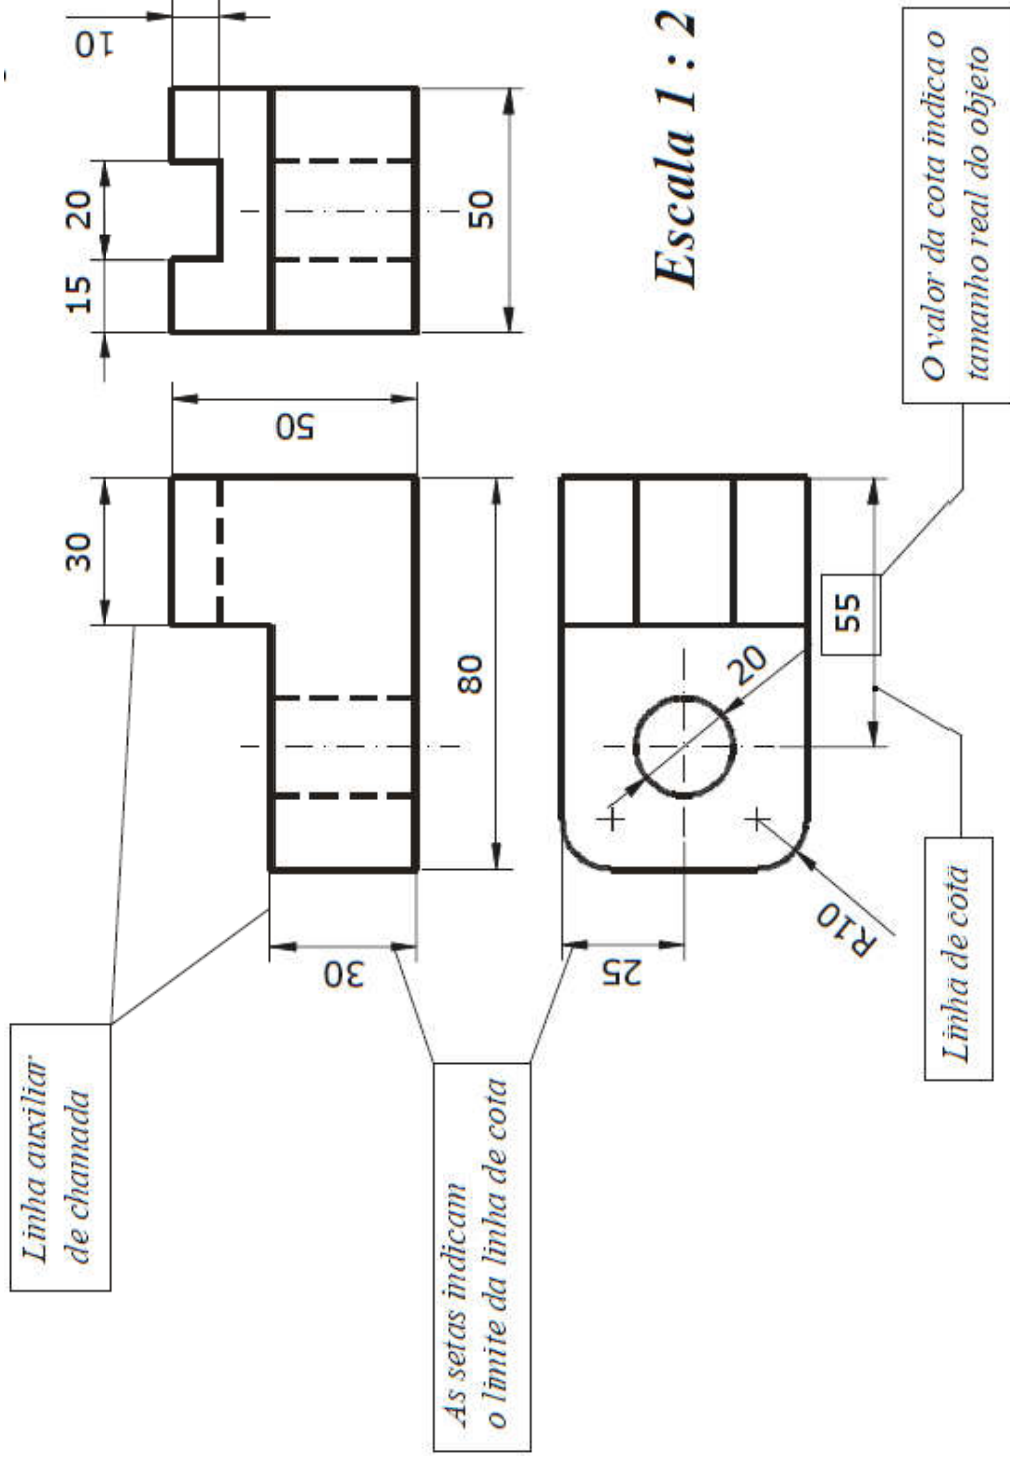 Linha auxiliar
de chamada
30
15
20
10
50
30
80
50
As setas indicam
o limite da linha de cota
25
Escala 1 : 2
20
55
R10
O valor da cota indica o
tamanho real do objeto
Linha de cota